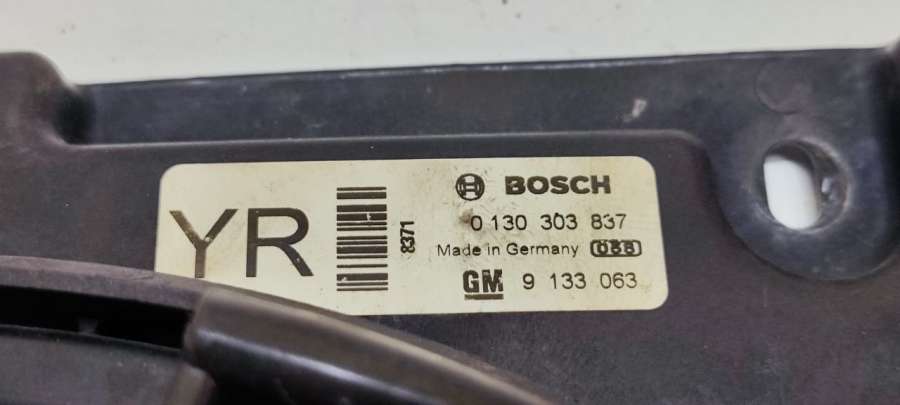 YR
8371
BOSCH
0 130 303 837
Made in Germany
GM 9 133 063